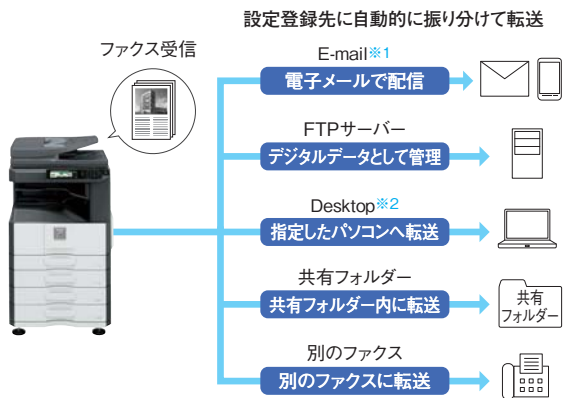 設定登録先に自動的に振り分けて転送
ファクス受信
E-mail※1
電子メールで配信
FTPサーバー
デジタルデータとして管理
Desktop※2
指定したパソコンへ転送
共有フォルダー
共有フォルダー内に転送
共有
フォルダー
別のファクス
別のファクスに転送